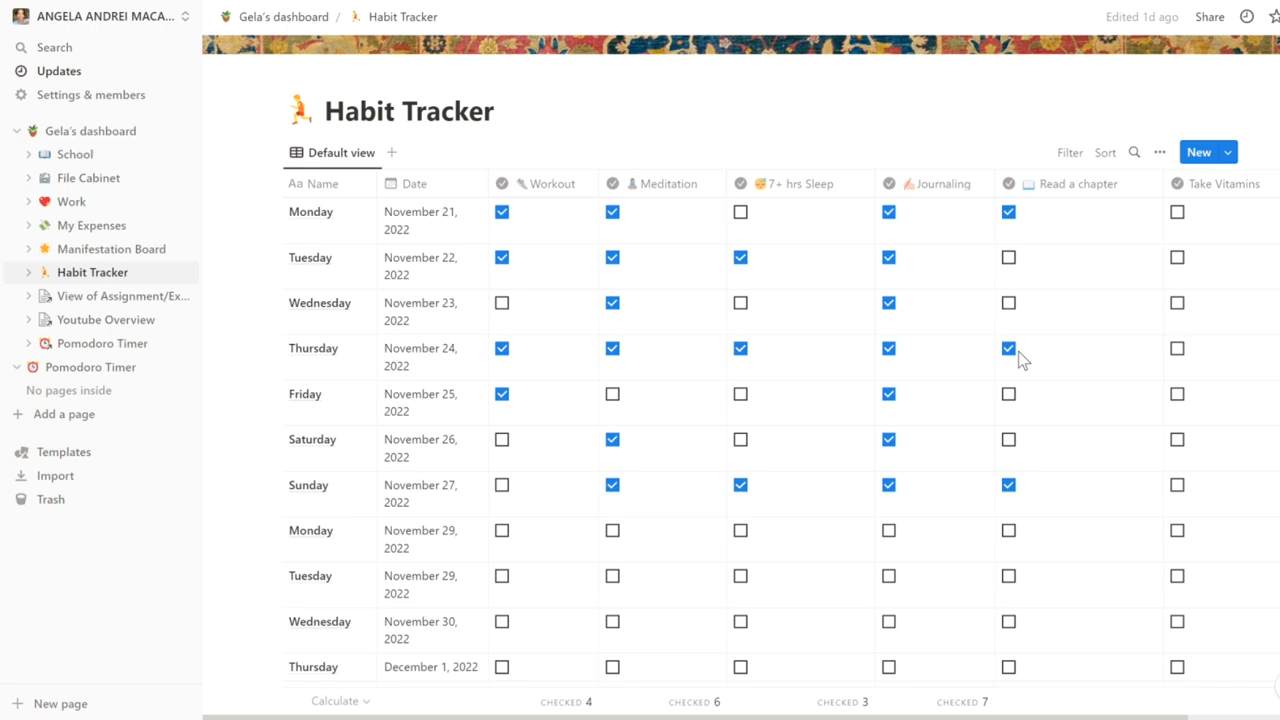 ANGELA ANDREI MACA...
Gela's dashboard / Habit Tracker
Edited 1d ago
Share
Search
Updates
Settings & members
Gela's dashboard
School
File Cabinet
Work
My Expenses
Manifestation Board
Habit Tracker
View of Assignment/Ex...
Youtube Overview
Pomodoro Timer
Pomodoro Timer
No pages inside
Add a page
Templates
Import
Trash
New page
Habit Tracker
Default view
Filter Sort New
Aa Name Date Workout Meditation 7+ hrs Sleep Journaling Read a chapter Take Vitamins
Monday November 21,
2022
Tuesday November 22,
2022
Wednesday November 23,
2022
Thursday November 24,
2022
Friday November 25,
2022
Saturday November 26,
2022
Sunday November 27,
2022
Monday November 29,
2022
Tuesday November 29,
2022
Wednesday November 30,
2022
Thursday December 1, 2022
Calculate CHECKED 4 CHECKED 6 CHECKED 3 CHECKED 7